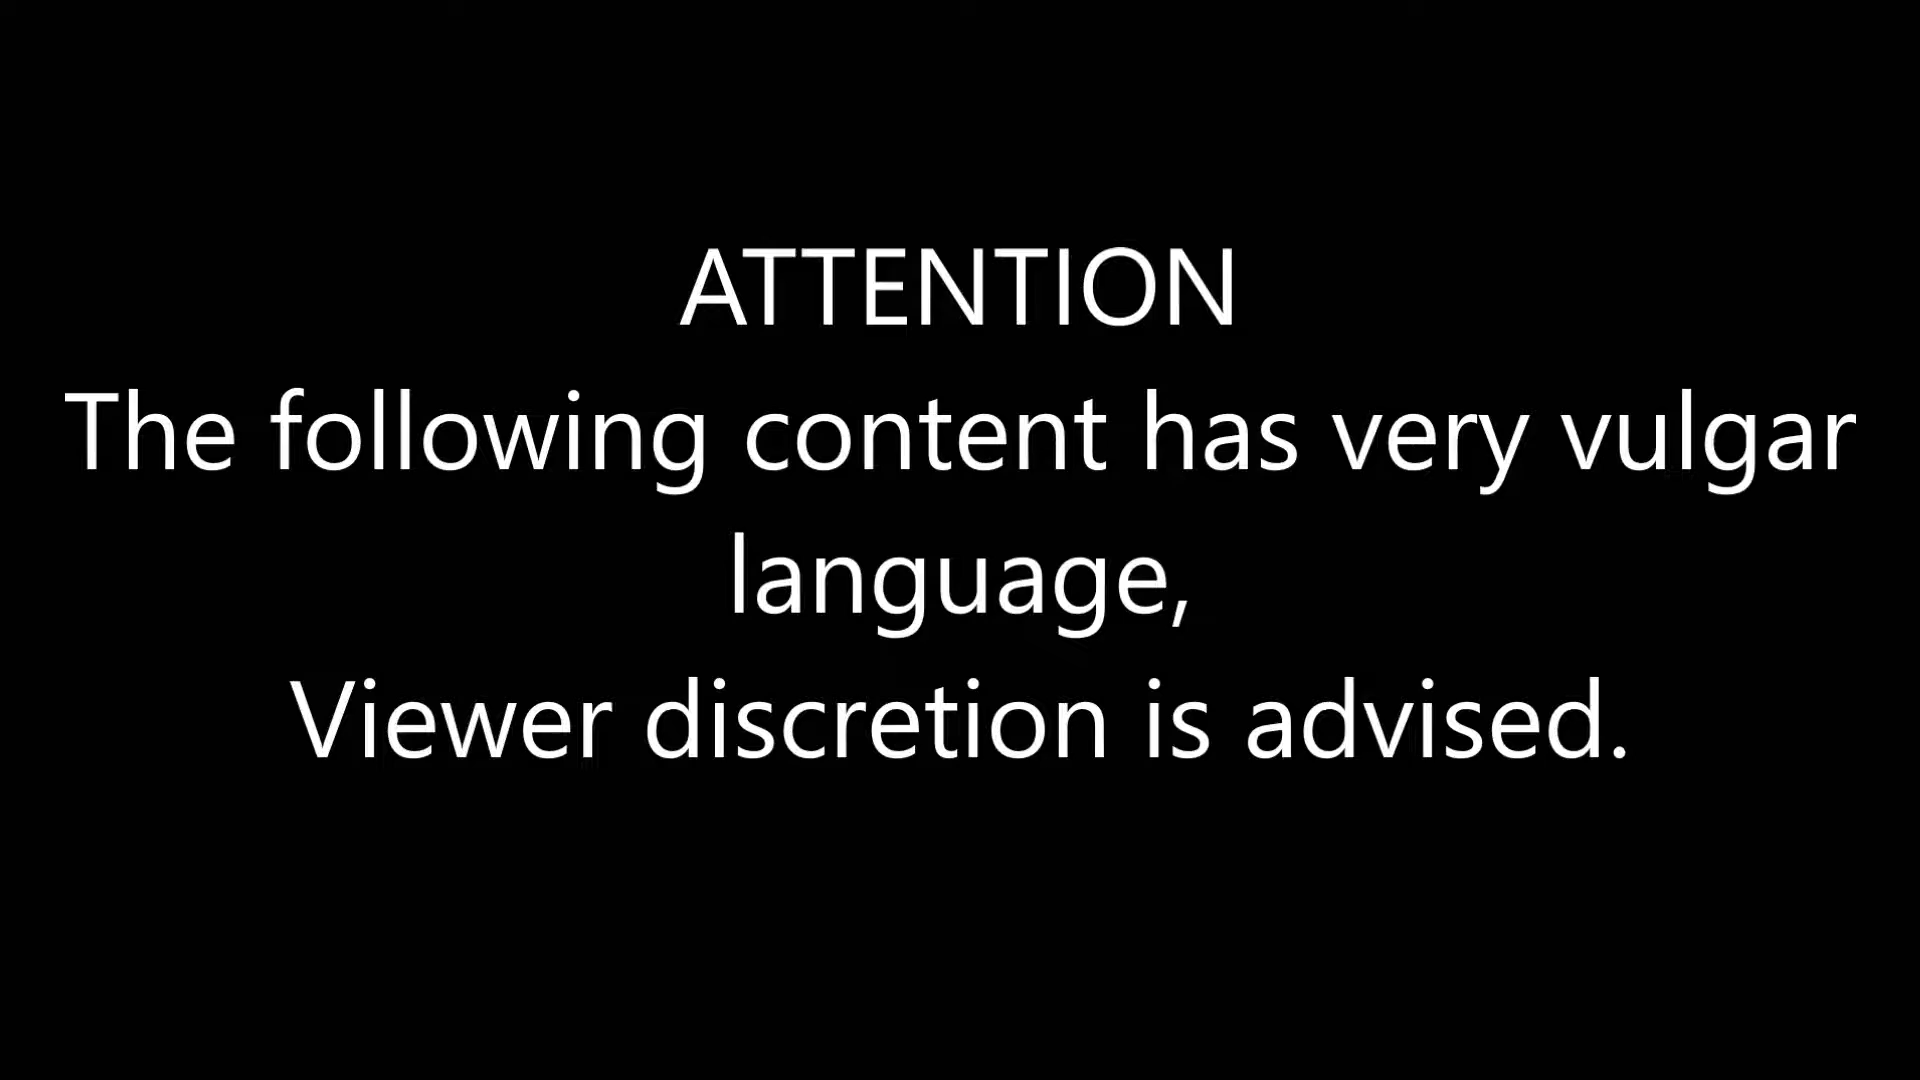 ATTENTION
The following content has very vulgar
language,
Viewer discretion is advised.